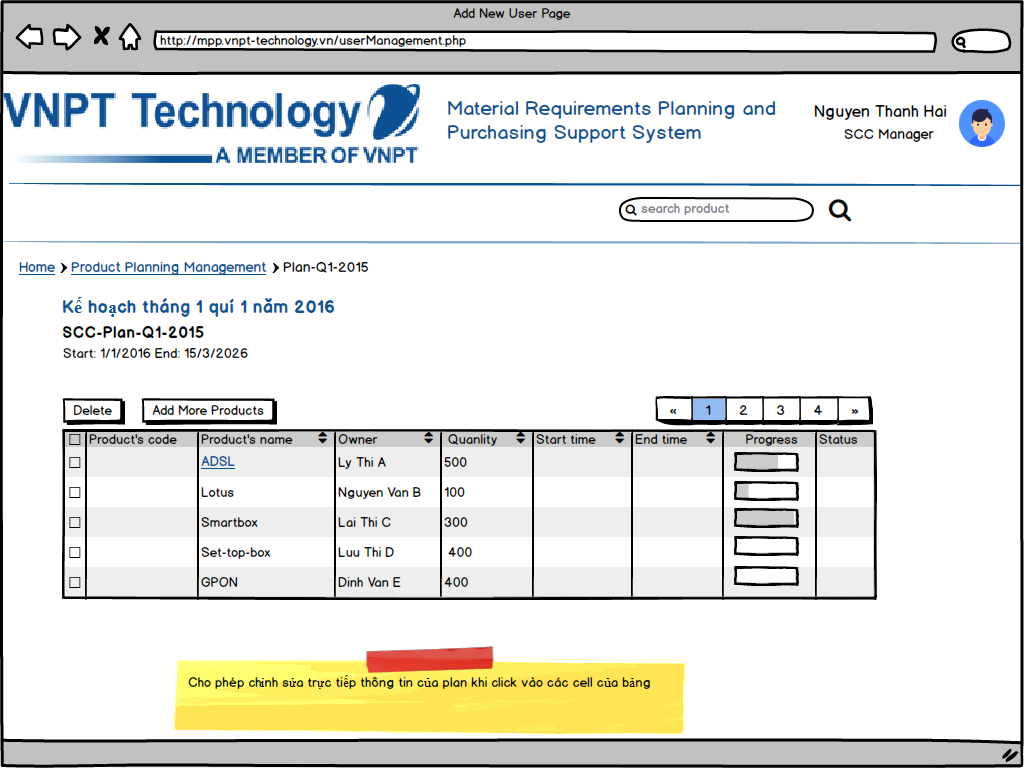 Add New User Page
http://mpp.vnpt-technology.vn/userManagement.php
VNPT Technology
A MEMBER OF VNPT
Material Requirements Planning and
Purchasing Support System
Nguyen Thanh Hai
SCC Manager
search product
Home Product Planning Management Plan-Q1-2015
Kế hoạch tháng 1 quí 1 năm 2016
SCC-Plan-Q1-2015
Start: 1/1/2016 End: 15/3/2026
Delete Add More Products « 1 2 3 4 »
Product's code Product's name Owner Quanlity Start time End time Progress Status
ADSL Ly Thi A 500
Lotus Nguyen Van B 100
Smartbox Lai Thi C 300
Set-top-box Luu Thi D 400
GPON Dinh Van E 400
Cho phép chỉnh sửa trực tiếp thông tin của plan khi click vào các cell của bảng